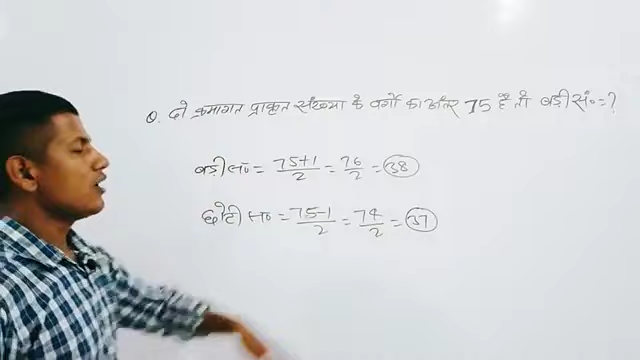 Q. दो क्रमागत प्राकृत संख्या के वर्गों का अंतर 75 है तो बड़ी सं० = ?
बड़ी सं० = 75+1/2 = 76/2 = 38
छोटी सं० = 75-1/2 = 74/2 = 37